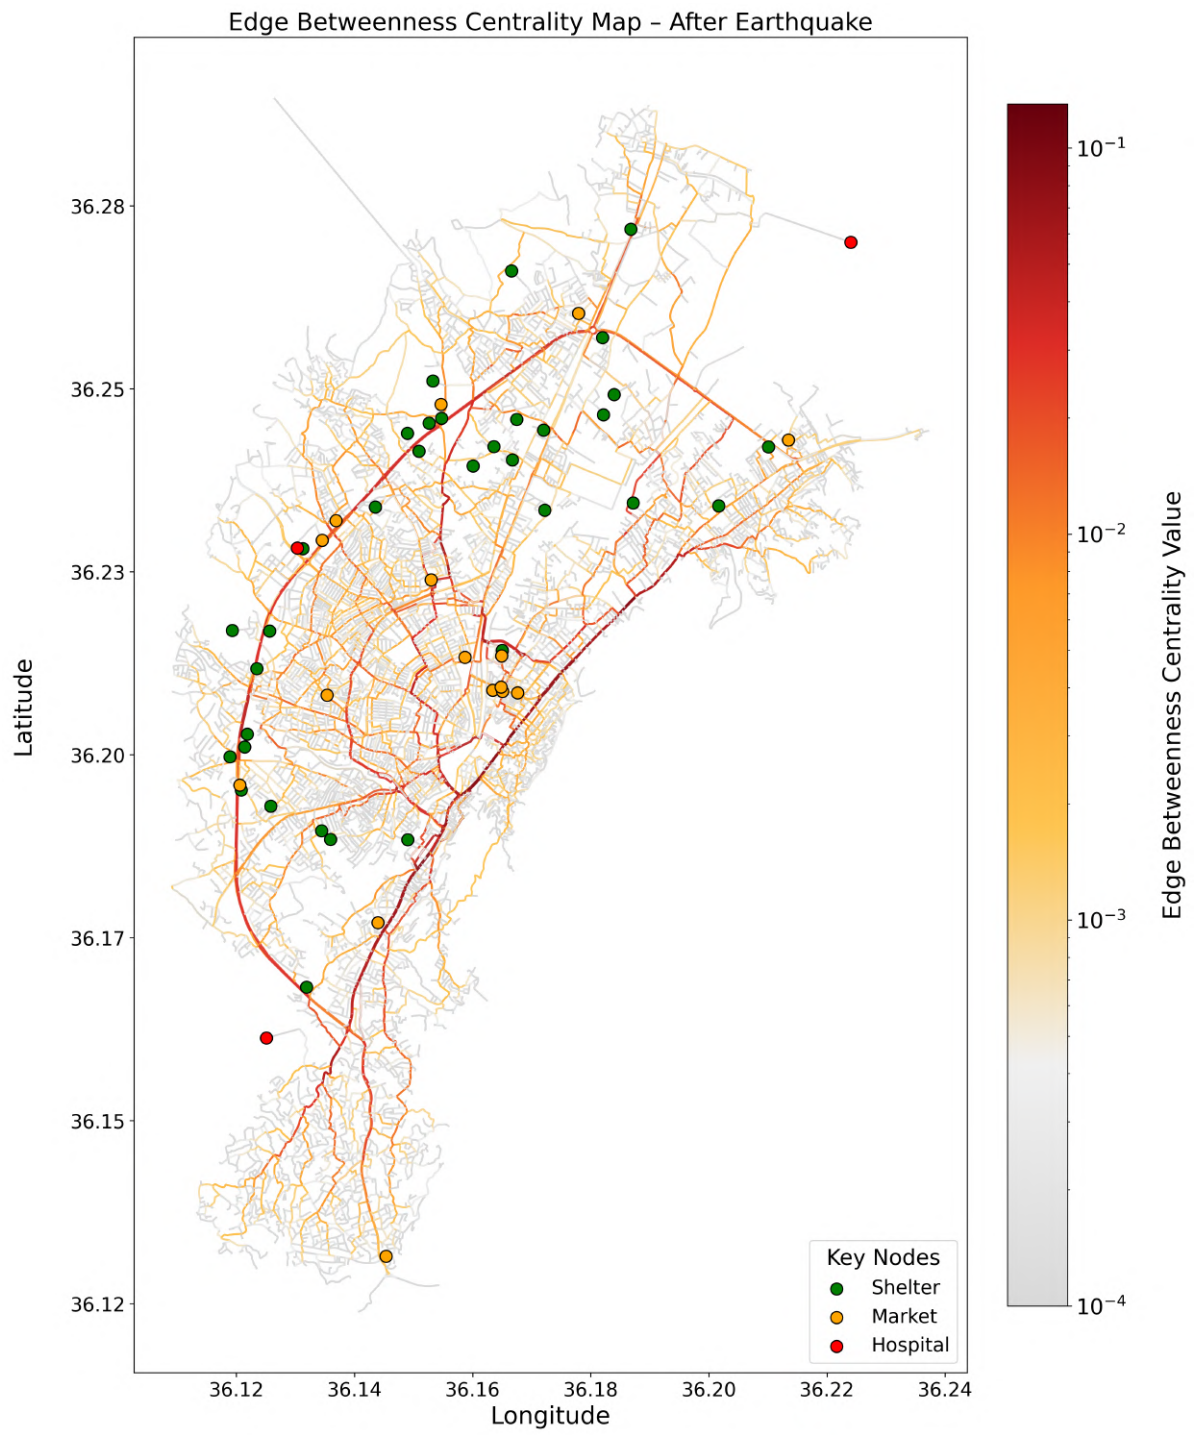 Edge Betweenness Centrality Map – After Earthquake
Latitude
36.28
36.25
36.23
36.20
36.17
36.15
36.12
36.12 36.14 36.16 36.18 36.20 36.22 36.24
Longitude
Key Nodes
Shelter
Market
Hospital
10⁻¹
10⁻²
10⁻³
10⁻⁴
Edge Betweenness Centrality Value